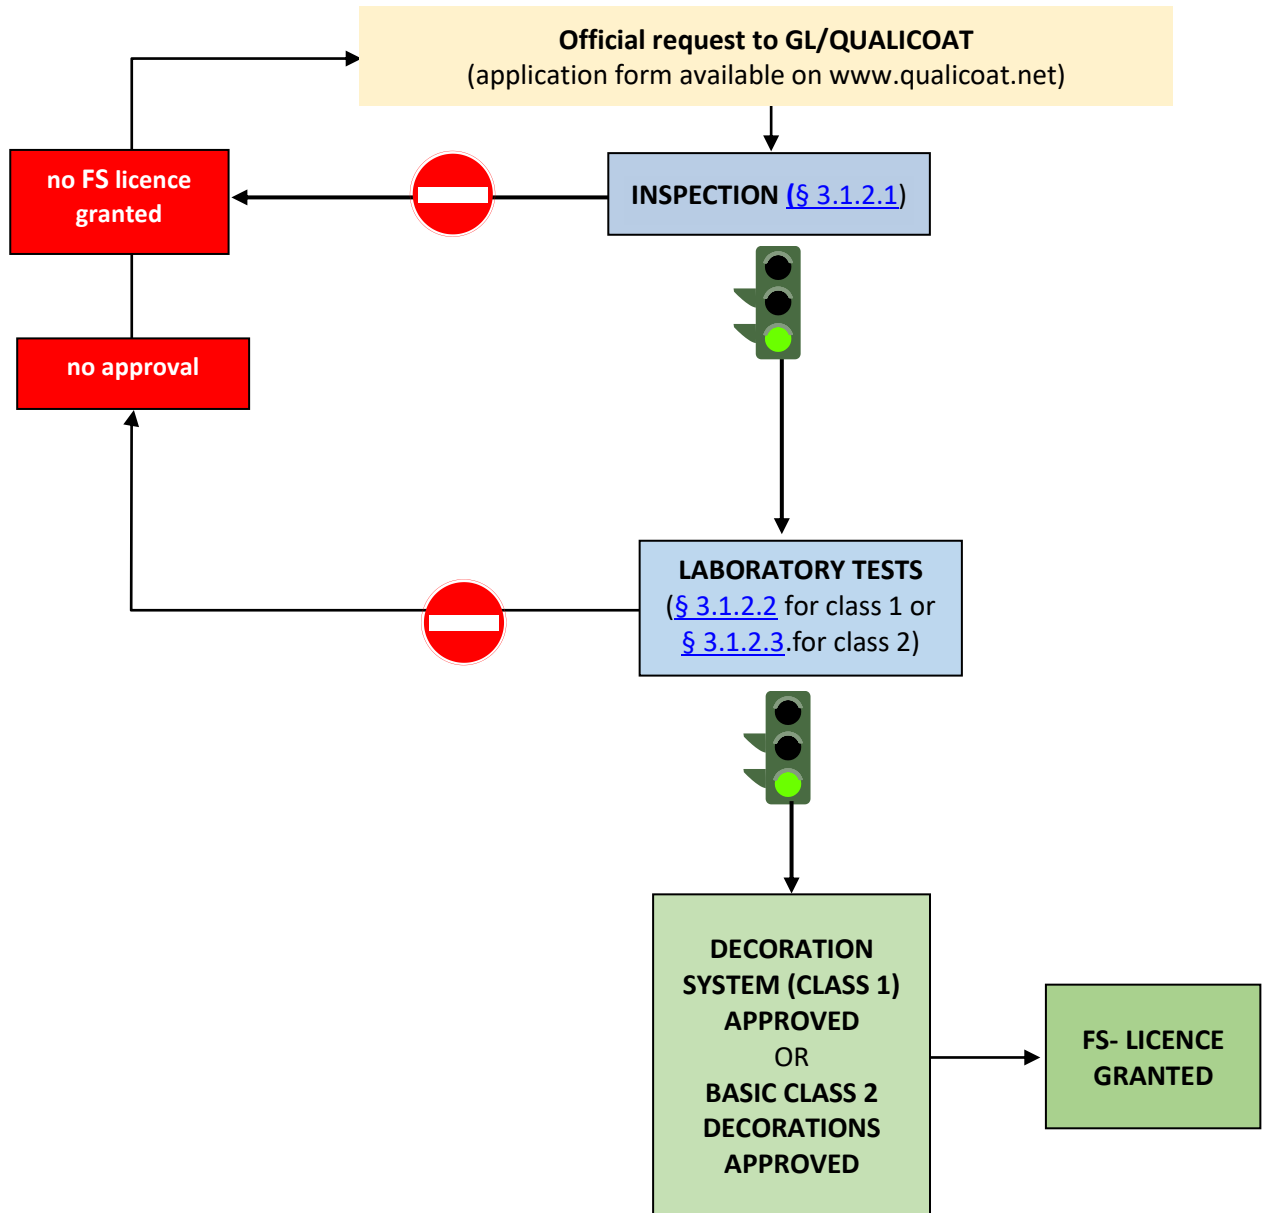 Official request to GL/QUALICOAT
(application form available on www.qualicoat.net)
no FS licence
granted
INSPECTION (§ 3.1.2.1)
no approval
LABORATORY TESTS
(§ 3.1.2.2 for class 1 or
§ 3.1.2.3.for class 2)
DECORATION
SYSTEM (CLASS 1)
APPROVED
OR
BASIC CLASS 2
DECORATIONS
APPROVED
FS- LICENCE
GRANTED